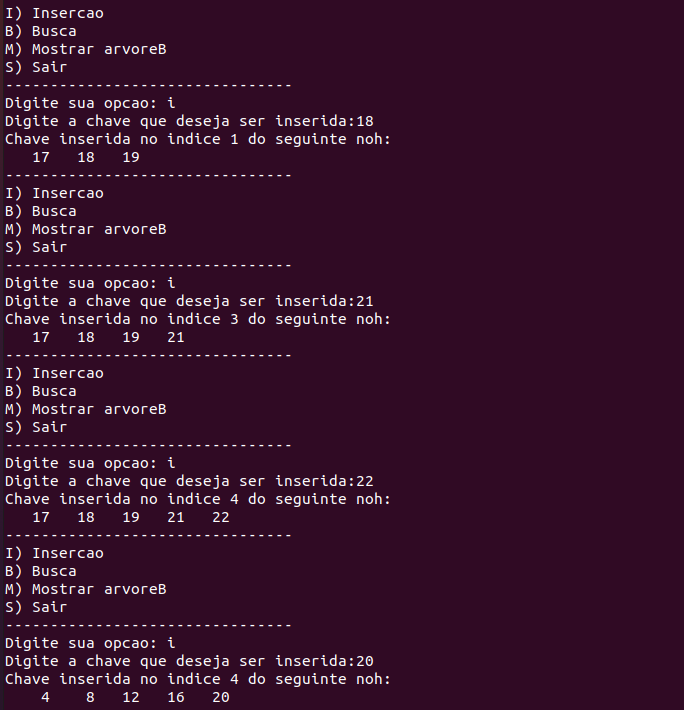 I) Insercao
B) Busca
M) Mostrar arvoreB
S) Sair
--------------------------------
Digite sua opcao: i
Digite a chave que deseja ser inserida:18
Chave inserida no indice 1 do seguinte noh:
   17   18   19
--------------------------------
I) Insercao
B) Busca
M) Mostrar arvoreB
S) Sair
--------------------------------
Digite sua opcao: i
Digite a chave que deseja ser inserida:21
Chave inserida no indice 3 do seguinte noh:
   17   18   19   21
--------------------------------
I) Insercao
B) Busca
M) Mostrar arvoreB
S) Sair
--------------------------------
Digite sua opcao: i
Digite a chave que deseja ser inserida:22
Chave inserida no indice 4 do seguinte noh:
   17   18   19   21   22
--------------------------------
I) Insercao
B) Busca
M) Mostrar arvoreB
S) Sair
--------------------------------
Digite sua opcao: i
Digite a chave que deseja ser inserida:20
Chave inserida no indice 4 do seguinte noh:
    4    8   12   16   20